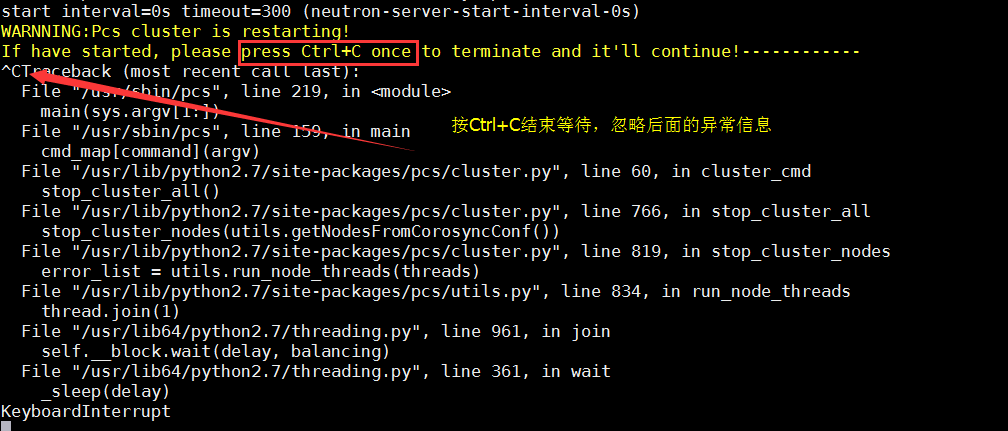 start interval=0s timeout=300 (neutron-server-start-interval-0s)
WARNNING:Pcs cluster is restarting!
If have started, please press Ctrl+C once to terminate and it'll continue!------------
^CTraceback (most recent call last):
  File "/usr/sbin/pcs", line 219, in <module>
    main(sys.argv[1:])
  File "/usr/sbin/pcs", line 159, in main
按Ctrl+C结束等待，忽略后面的异常信息
    cmd_map[command](argv)
  File "/usr/lib/python2.7/site-packages/pcs/cluster.py", line 60, in cluster_cmd
    stop_cluster_all()
  File "/usr/lib/python2.7/site-packages/pcs/cluster.py", line 766, in stop_cluster_all
    stop_cluster_nodes(utils.getNodesFromCorosyncConf())
  File "/usr/lib/python2.7/site-packages/pcs/cluster.py", line 819, in stop_cluster_nodes
    error_list = utils.run_node_threads(threads)
  File "/usr/lib/python2.7/site-packages/pcs/utils.py", line 834, in run_node_threads
    thread.join(1)
  File "/usr/lib64/python2.7/threading.py", line 961, in join
    self.__block.wait(delay, balancing)
  File "/usr/lib64/python2.7/threading.py", line 361, in wait
    _sleep(delay)
KeyboardInterrupt